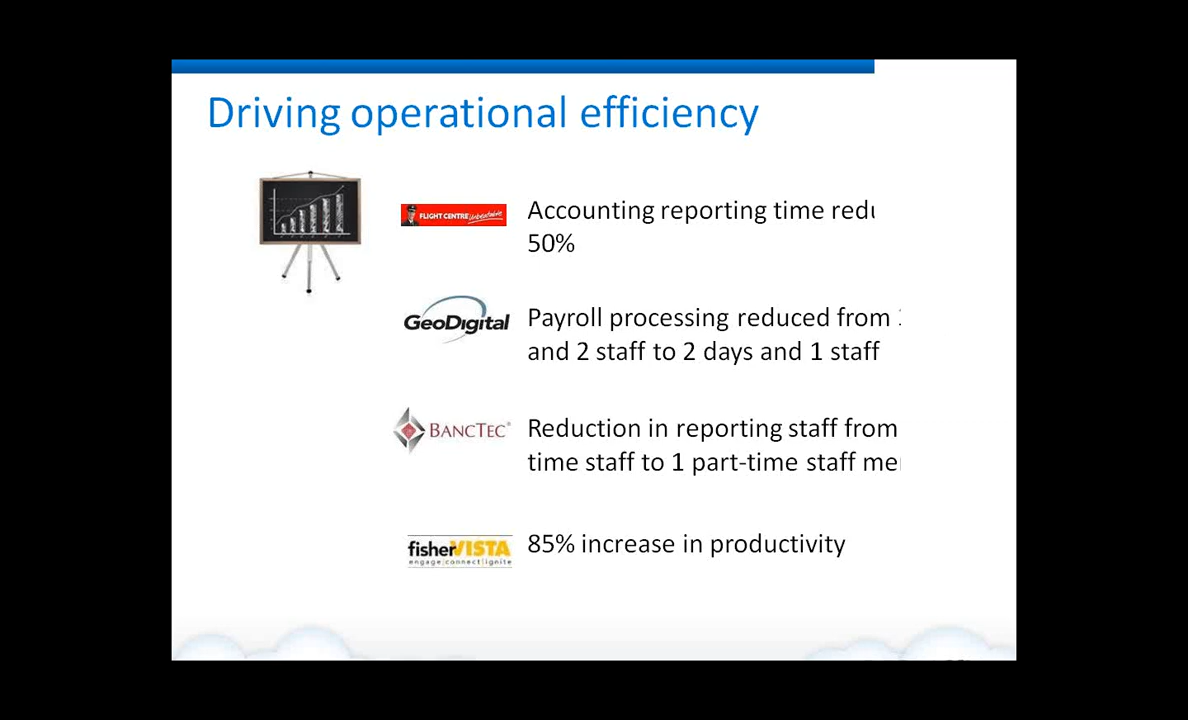 Driving operational efficiency
FLIGHT CENTRE Unbeatable
Accounting reporting time
50%
GeoDigital
Payroll processing reduced from
and 2 staff to 2 days and 1 staff
BANCTEC®
Reduction in reporting staff from
time staff to 1 part-time staff
fisherVISTA
engage|connect|ignite
85% increase in productivity